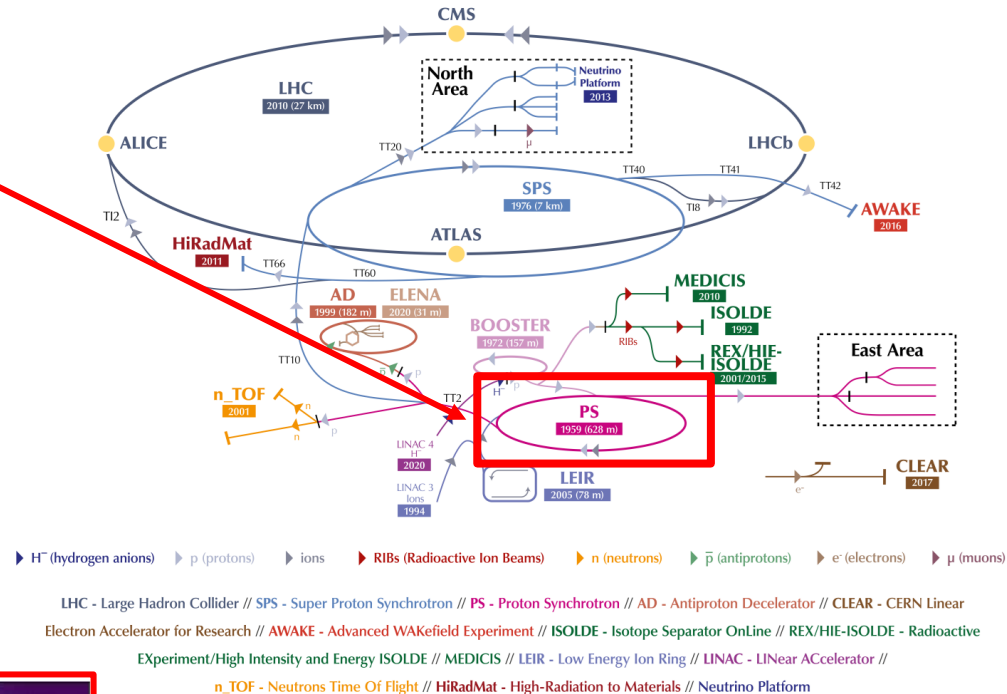 CMS
LHC
2010 (27 km)
North
Area
Neutrino
Platform
2013
ALICE
LHCb
TT20
μ
SPS
1976 (7 km)
TT40
TT41
TT42
TI8
AWAKE
2016
TI2
ATLAS
HiRadMat
2011
TT66
TT60
AD
1999 (182 m)
ELENA
2020 (31 m)
MEDICIS
2010
ISOLDE
1992
RIBs
REX/HIE-
ISOLDE
2001/2015
BOOSTER
1972 (157 m)
East Area
p̅
p
TT10
H⁻
p
n_TOF
2001
n
n
p
TT2
PS
1959 (628 m)
LINAC 4
H⁻
2020
LINAC 3
Ions
1994
LEIR
2005 (78 m)
e⁻
CLEAR
2017
H⁻ (hydrogen anions) p (protons) ions RIBs (Radioactive Ion Beams) n (neutrons) p̅ (antiprotons) e⁻ (electrons) μ (muons)
LHC - Large Hadron Collider // SPS - Super Proton Synchrotron // PS - Proton Synchrotron // AD - Antiproton Decelerator // CLEAR - CERN Linear
Electron Accelerator for Research // AWAKE - Advanced WAKefield Experiment // ISOLDE - Isotope Separator OnLine // REX/HIE-ISOLDE - Radioactive
EXperiment/High Intensity and Energy ISOLDE // MEDICIS // LEIR - Low Energy Ion Ring // LINAC - LINear ACcelerator //
n_TOF - Neutrons Time Of Flight // HiRadMat - High-Radiation to Materials // Neutrino Platform